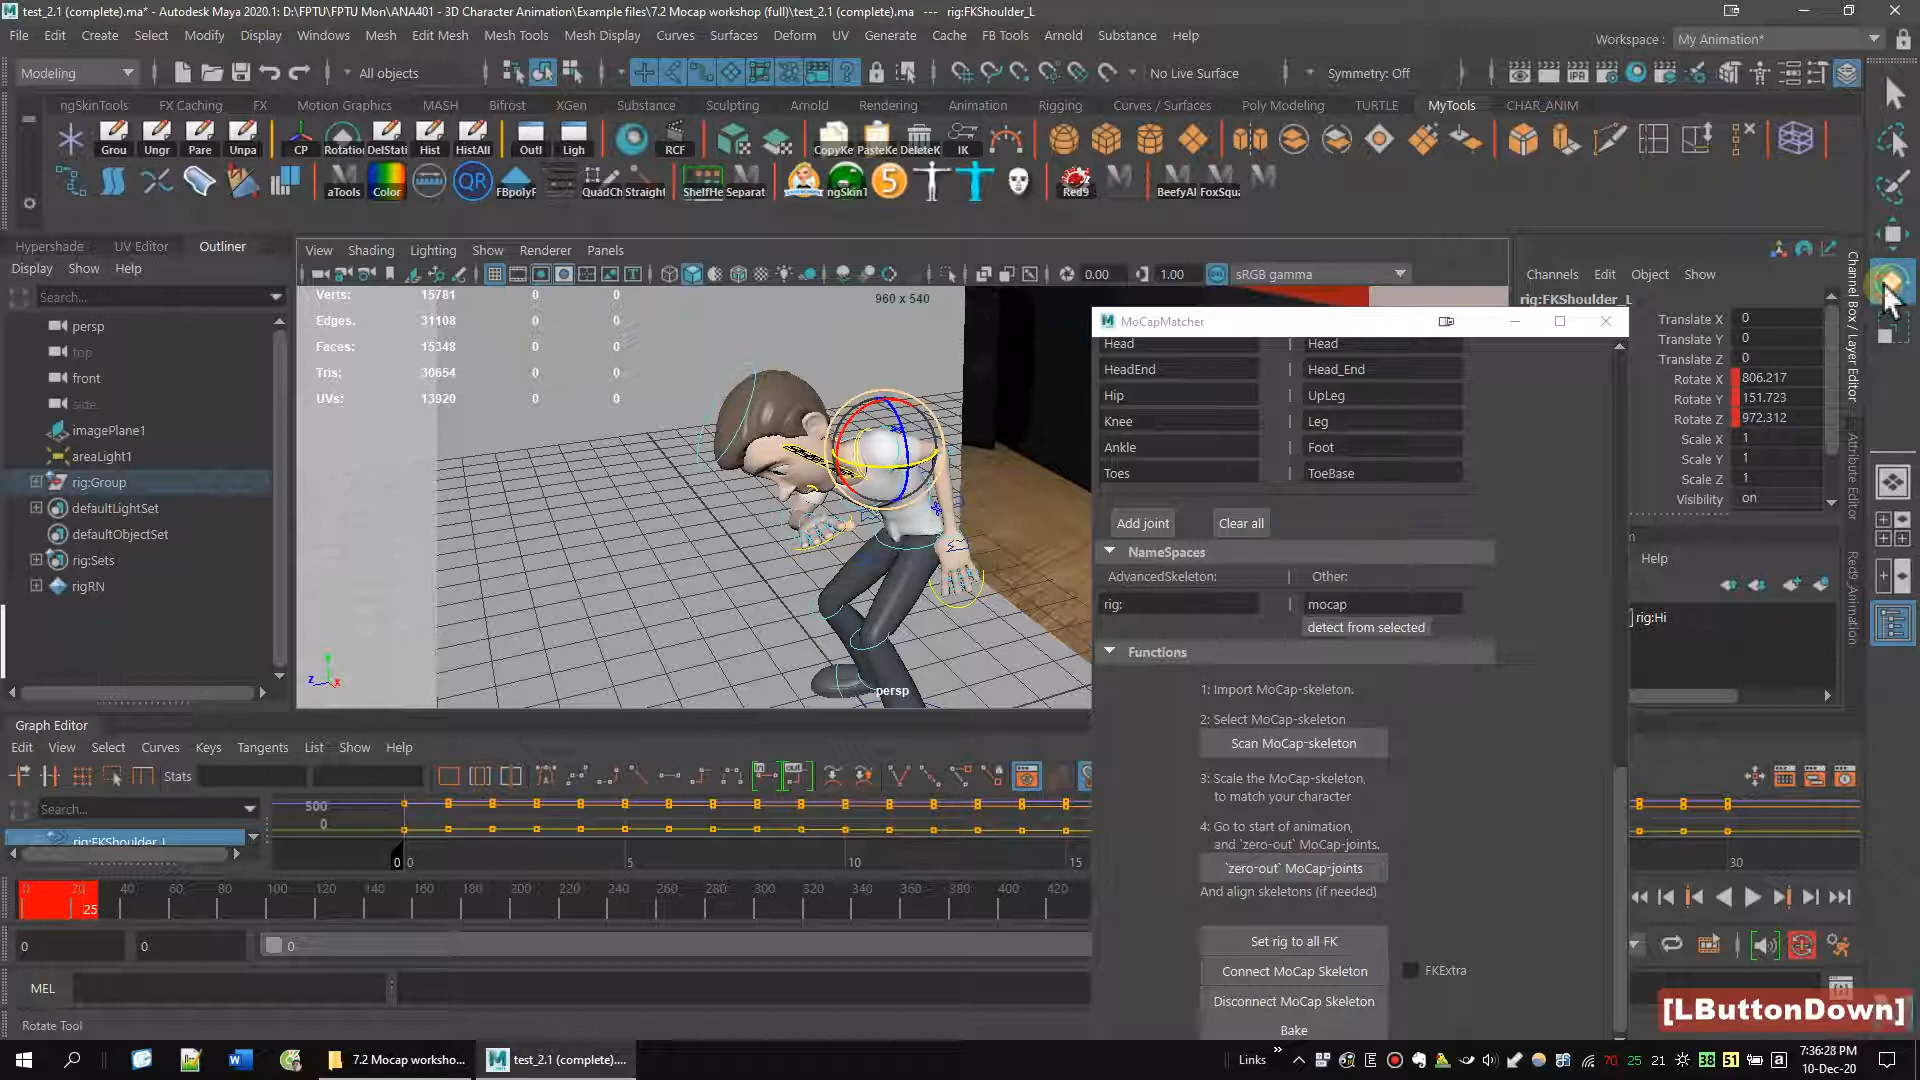 test_2.1 (complete).ma* - Autodesk Maya 2020.1: D:\FPTU\FPTU Mon\ANA401 - 3D Character Animation\Example files\7.2 Mocap workshop (full)\test_2.1 (complete).ma --- rig:FKShoulder_L
File Edit Create Select Modify Display Windows Mesh Edit Mesh Mesh Tools Mesh Display Curves Surfaces Deform UV Generate Cache FB Tools Arnold Substance Help
Workspace : My Animation*
Modeling All objects No Live Surface Symmetry: Off
ngSkinTools FX Caching FX Motion Graphics MASH Bifrost XGen Substance Sculpting Arnold Rendering Animation Rigging Curves / Surfaces Poly Modeling TURTLE MyTools CHAR_ANIM
Grou Ungr Pare Unpa CP Rotatio DelStati Hist HistAll Outl Ligh RCF CopyKe PasteKe DeleteK IK
aTools Color QR FBpolyF QuadCh Straight ShelfHe Separat ngSkin1 5 Red9 BeefyAl FoxSqu
Hypershade UV Editor Outliner
Display Show Help
Search...
persp
top
front
side
imagePlane1
areaLight1
rig:Group
defaultLightSet
defaultObjectSet
rig:Sets
rigRN
View Shading Lighting Show Renderer Panels
0.00 1.00 sRGB gamma
Verts: 15781 0 0
Edges: 31108 0 0
Faces: 15348 0 0
Tris: 30654 0 0
UVs: 13920 0 0
960 x 540
persp
z x
MoCapMatcher
Head | Head
HeadEnd | Head_End
Hip | UpLeg
Knee | Leg
Ankle | Foot
Toes | ToeBase
Add joint Clear all
NameSpaces
AdvancedSkeleton: | Other:
rig: | mocap
detect from selected
Functions
1: Import MoCap-skeleton.
2: Select MoCap-skeleton
Scan MoCap-skeleton
3: Scale the MoCap-skeleton,
to match your character
4: Go to start of animation,
and `zero-out` MoCap-joints.
`zero-out` MoCap-joints
And align skeletons (if needed)
Set rig to all FK
Connect MoCap Skeleton FKExtra
Disconnect MoCap Skeleton
Bake
Channels Edit Object Show
rig:FKShoulder_L
Translate X 0
Translate Y 0
Translate Z 0
Rotate X 806.217
Rotate Y 151.723
Rotate Z 972.312
Scale X 1
Scale Y 1
Scale Z 1
Visibility on
Help
rig:Hi
Channel Box / Layer Editor
Attribute Editor
Red9_Animation
Graph Editor
Edit View Select Curves Keys Tangents List Show Help
Stats
Search...
rig:FKShoulder_L
500
0
0 0 5 10 15 30
0 20 40 60 80 100 120 140 160 180 200 220 240 260 280 300 320 340 360 380 400 420
25
0 0 0
MEL
Rotate Tool
[LButtonDown]
7.2 Mocap worksho... test_2.1 (complete)....
Links 70 25 21 38 51 7:36:28 PM
10-Dec-20